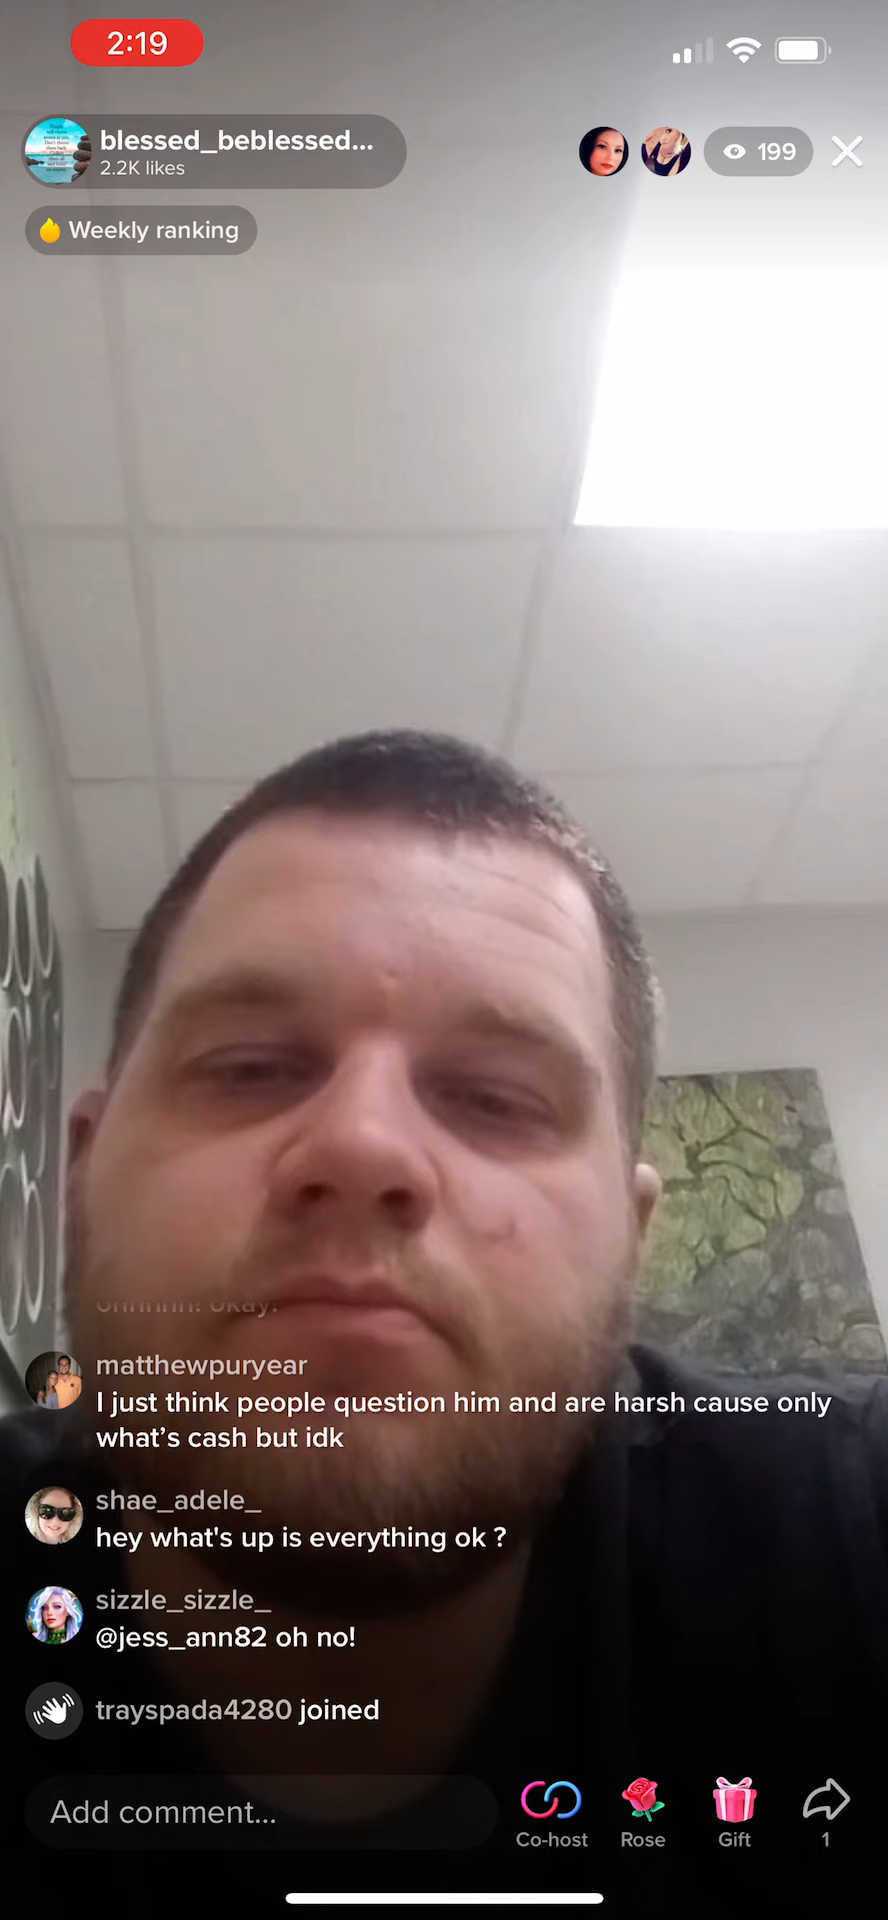 2:19
blessed_beblessed...
2.2K likes
199
Weekly ranking
matthewpuryear
I just think people question him and are harsh cause only
what's cash but idk
shae_adele_
hey what's up is everything ok ?
sizzle_sizzle_
@jess_ann82 oh no!
trayspada4280 joined
Add comment...
Co-host
Rose
Gift
1